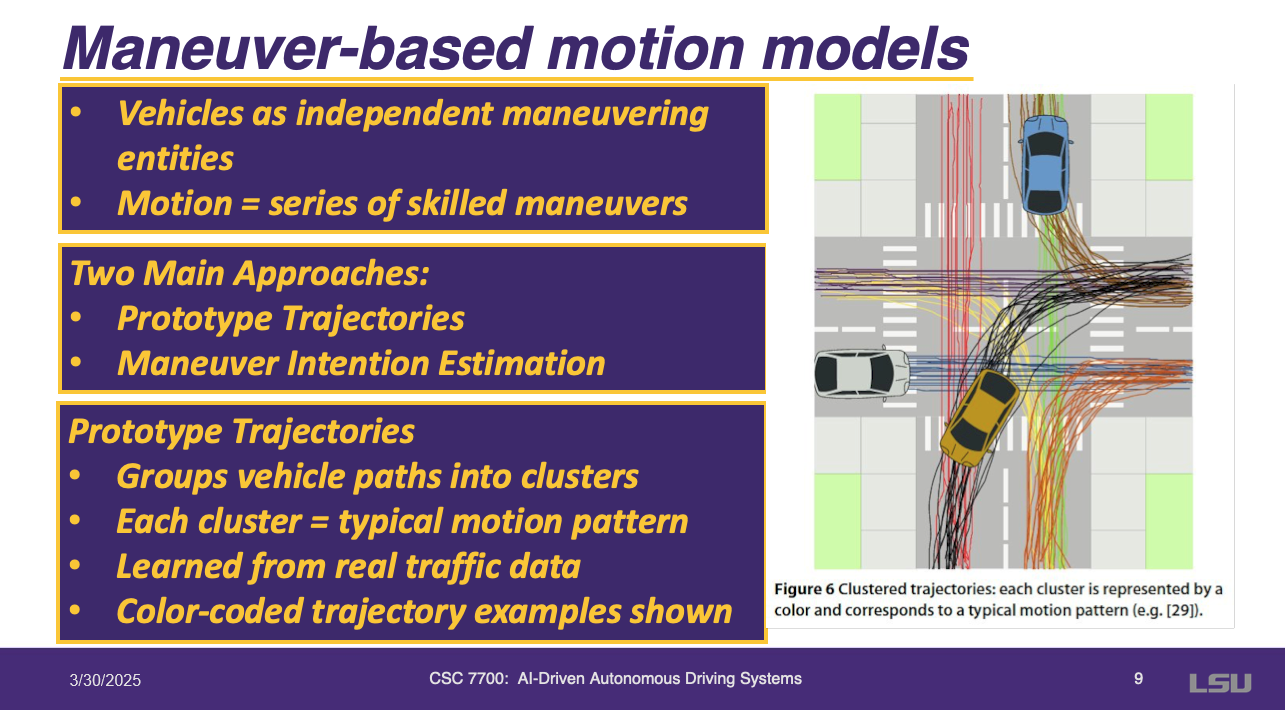 Maneuver-based motion models
• Vehicles as independent maneuvering
entities
• Motion = series of skilled maneuvers
Two Main Approaches:
• Prototype Trajectories
• Maneuver Intention Estimation
Prototype Trajectories
• Groups vehicle paths into clusters
• Each cluster = typical motion pattern
• Learned from real traffic data
• Color-coded trajectory examples shown
Figure 6 Clustered trajectories: each cluster is represented by a
color and corresponds to a typical motion pattern (e.g. [29]).
3/30/2025
CSC 7700: AI-Driven Autonomous Driving Systems
9
LSU